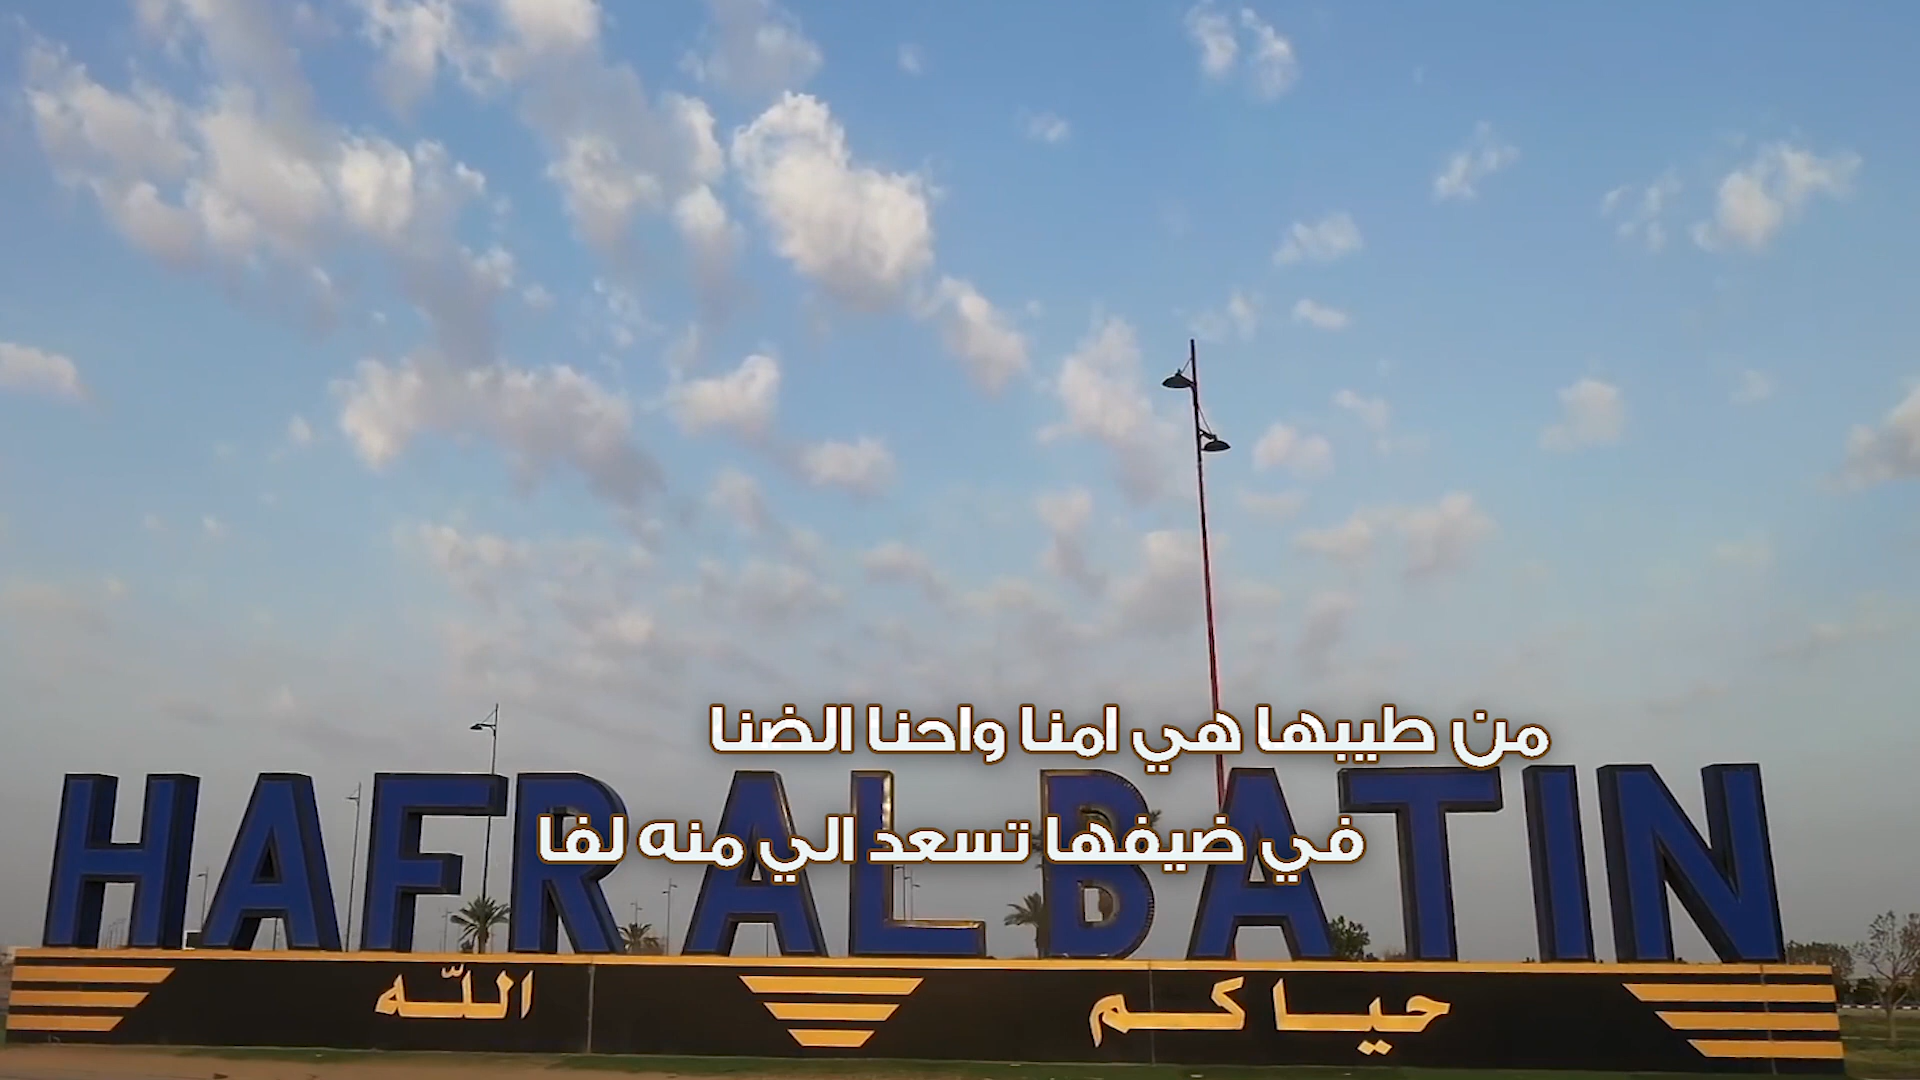 من طيبها هي امنا واحنا الضنا
في ضيفها تسعد الي منه لفا
HAFR AL BATIN
حياكم الله